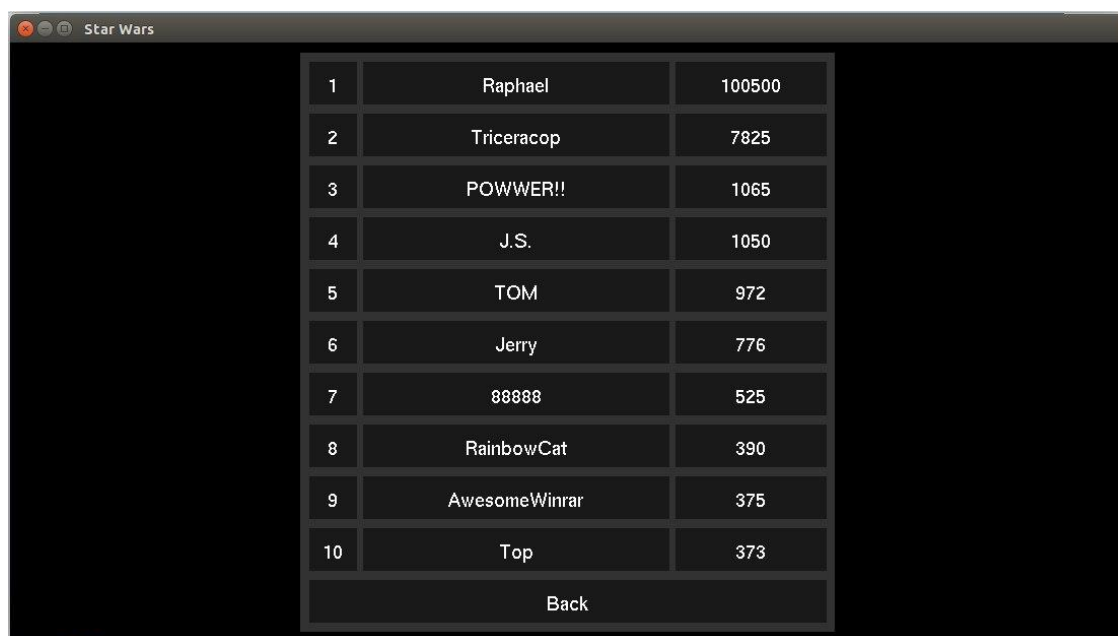 Star Wars
1 Raphael 100500
2 Triceracop 7825
3 POWWER!! 1065
4 J.S. 1050
5 TOM 972
6 Jerry 776
7 88888 525
8 RainbowCat 390
9 AwesomeWinrar 375
10 Top 373
Back